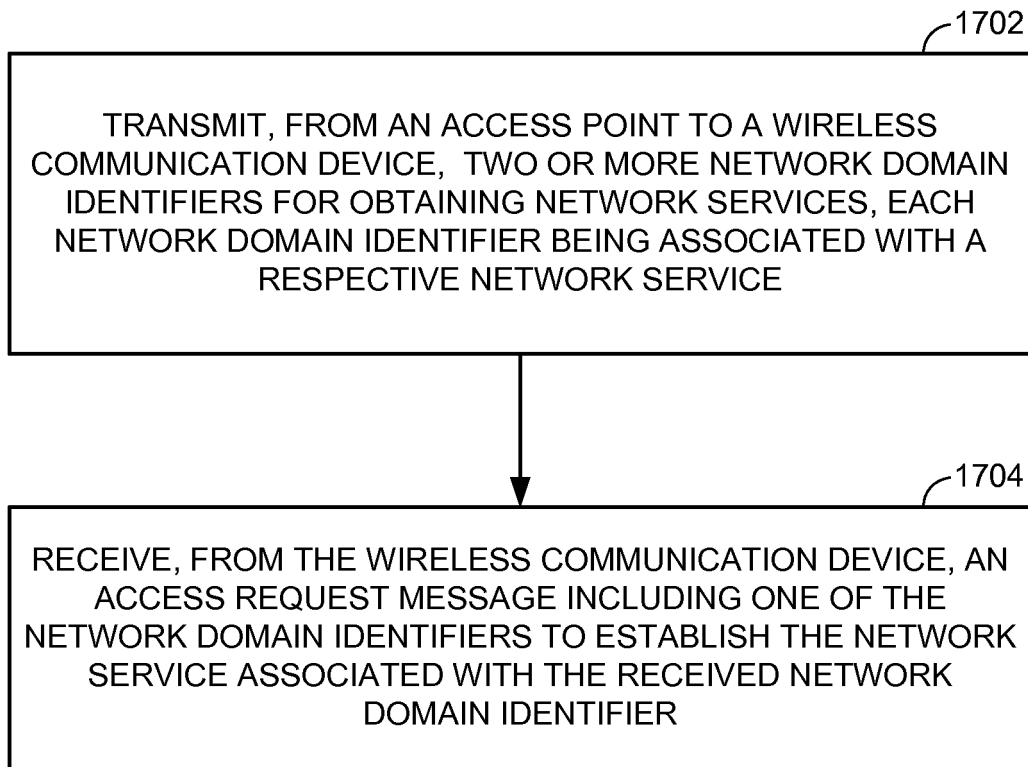 1702
TRANSMIT, FROM AN ACCESS POINT TO A WIRELESS
COMMUNICATION DEVICE, TWO OR MORE NETWORK DOMAIN
IDENTIFIERS FOR OBTAINING NETWORK SERVICES, EACH
NETWORK DOMAIN IDENTIFIER BEING ASSOCIATED WITH A
RESPECTIVE NETWORK SERVICE
1704
RECEIVE, FROM THE WIRELESS COMMUNICATION DEVICE, AN
ACCESS REQUEST MESSAGE INCLUDING ONE OF THE
NETWORK DOMAIN IDENTIFIERS TO ESTABLISH THE NETWORK
SERVICE ASSOCIATED WITH THE RECEIVED NETWORK
DOMAIN IDENTIFIER